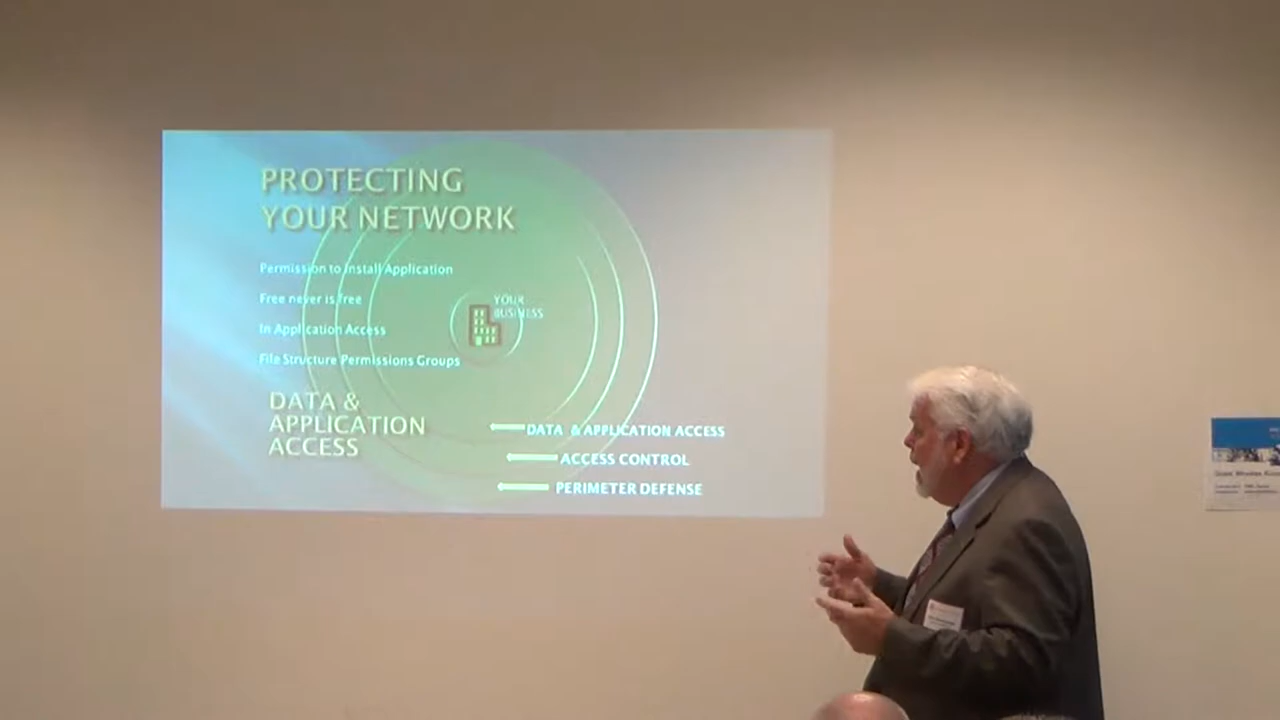 PROTECTING
YOUR NETWORK
Permission to Install Application
Free never is free
In Application Access
File Structure Permissions Groups
YOUR
BUSINESS
DATA &
APPLICATION
ACCESS
DATA & APPLICATION ACCESS
ACCESS CONTROL
PERIMETER DEFENSE